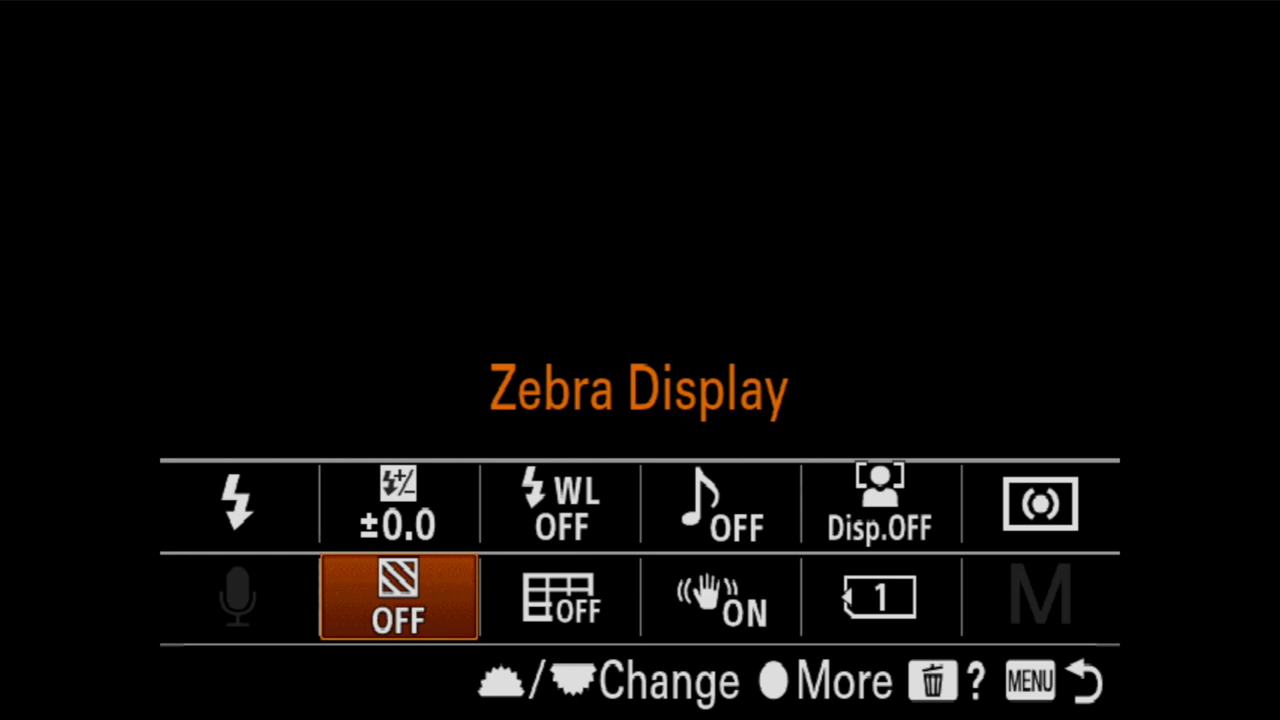 Zebra Display
±0.0
WL OFF
OFF
Disp.OFF
OFF
OFF
ON
1
M
/ Change More ? MENU